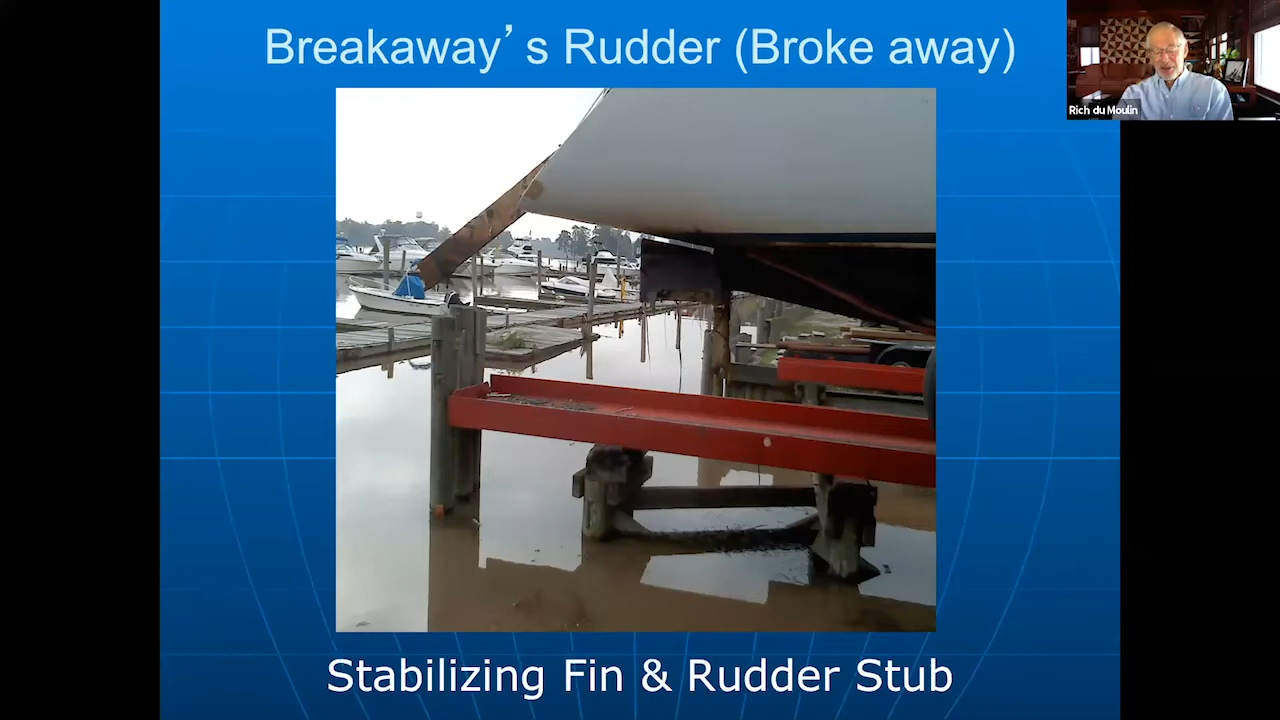 Breakaway’s Rudder (Broke away)
Rich du Moulin
Stabilizing Fin & Rudder Stub